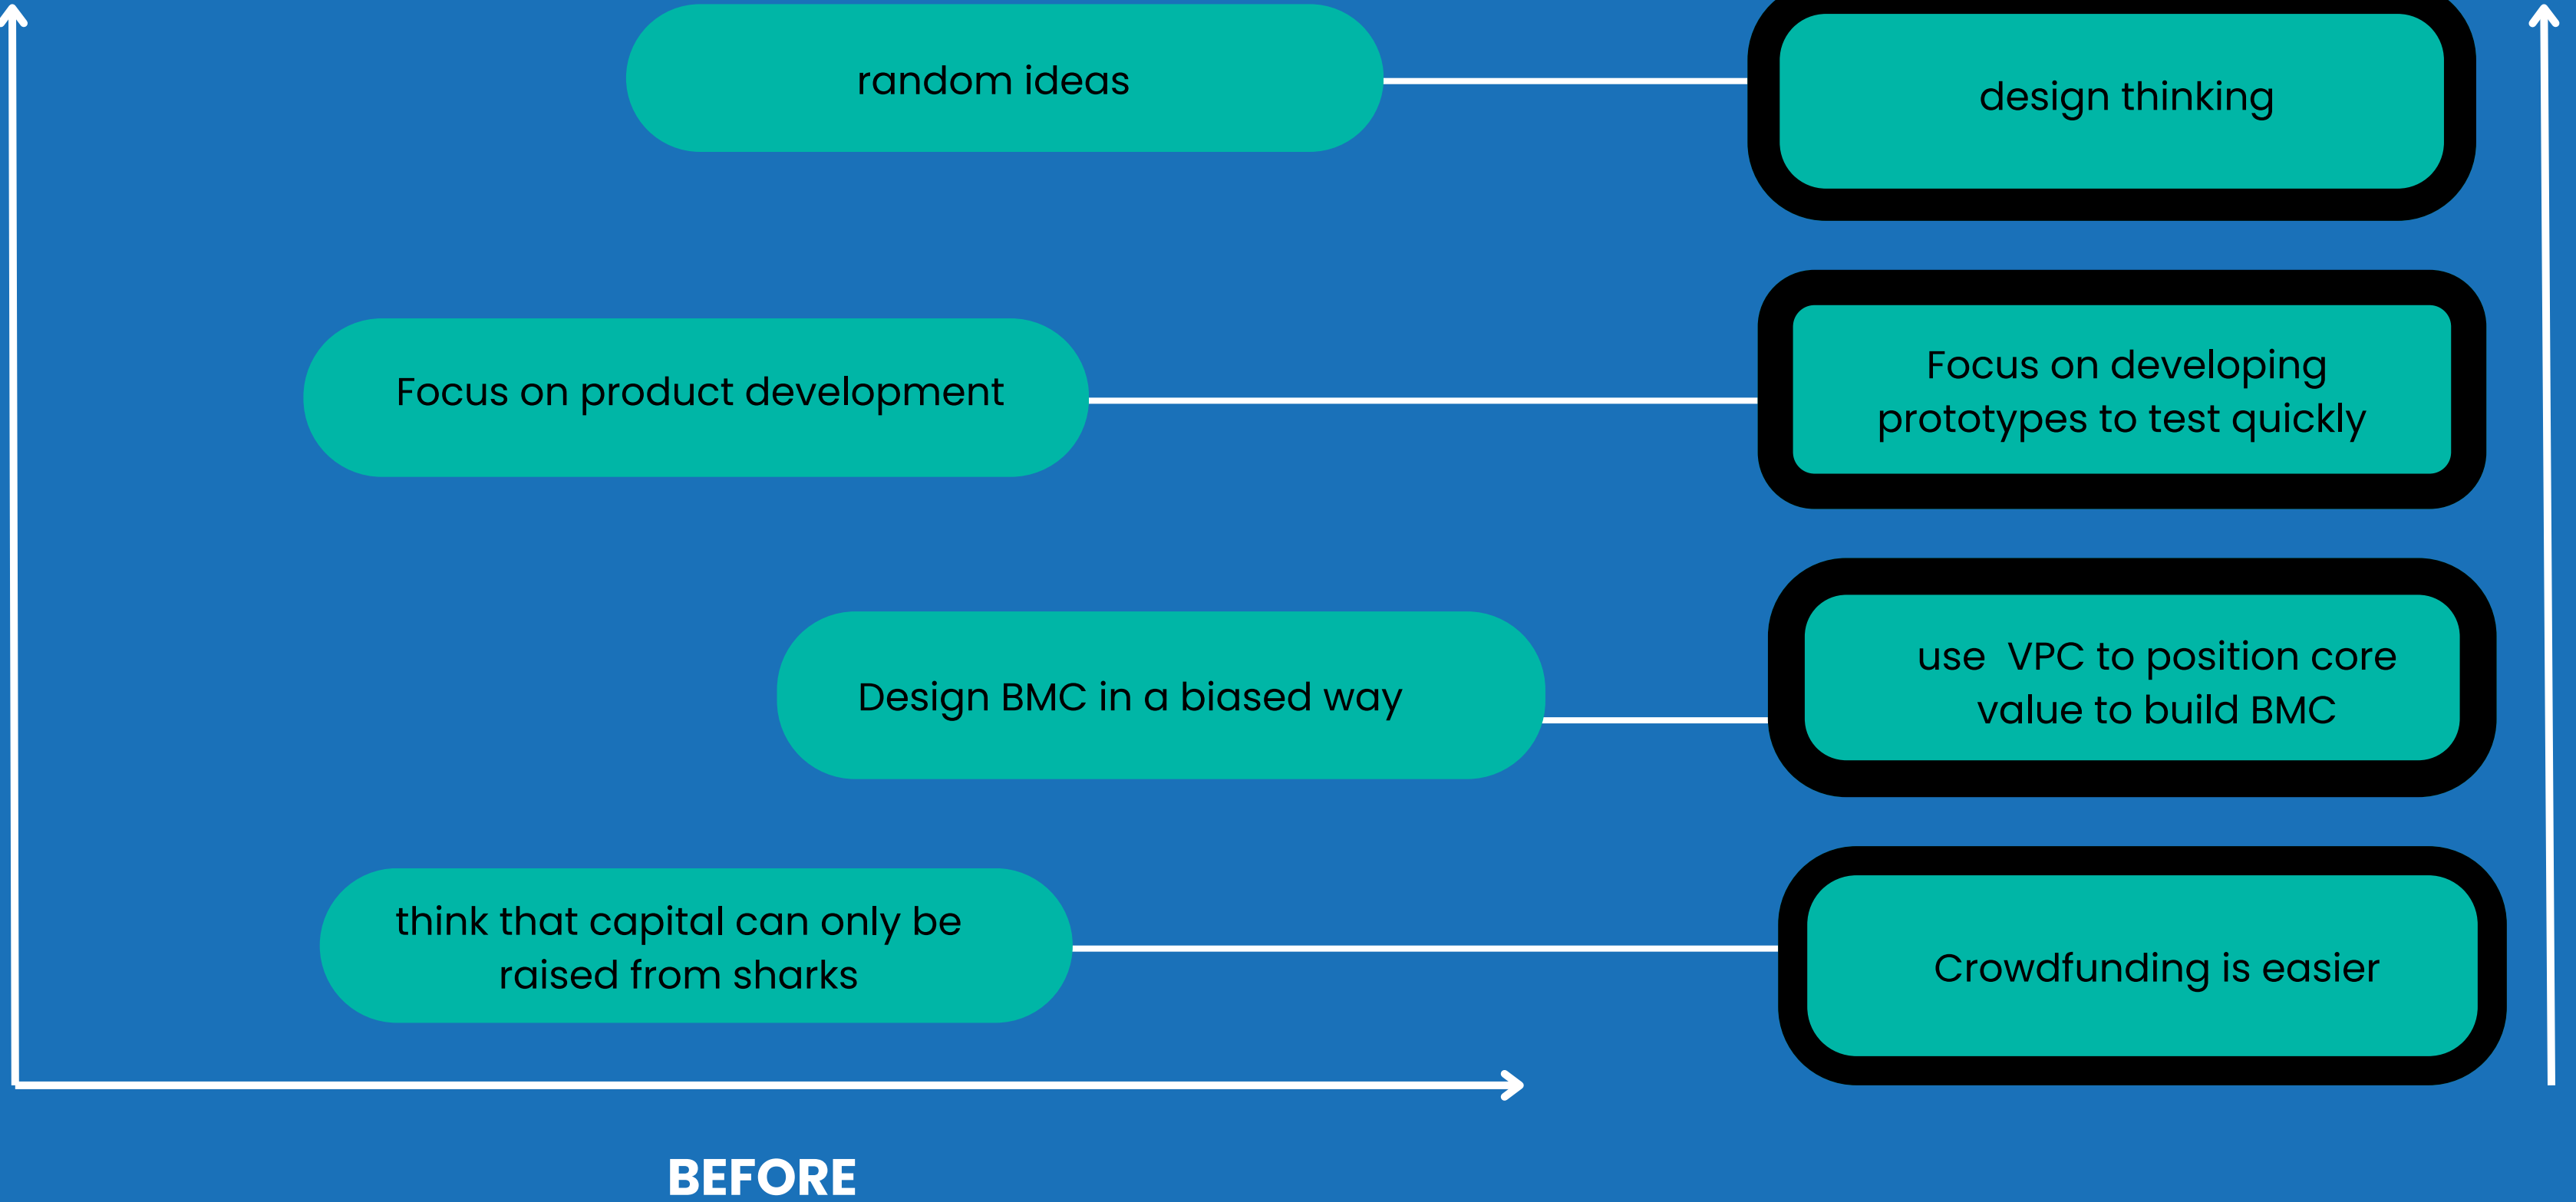 random ideas
design thinking
Focus on product development
Focus on developing
prototypes to test quickly
Design BMC in a biased way
use  VPC to position core
value to build BMC
think that capital can only be
raised from sharks
Crowdfunding is easier
BEFORE